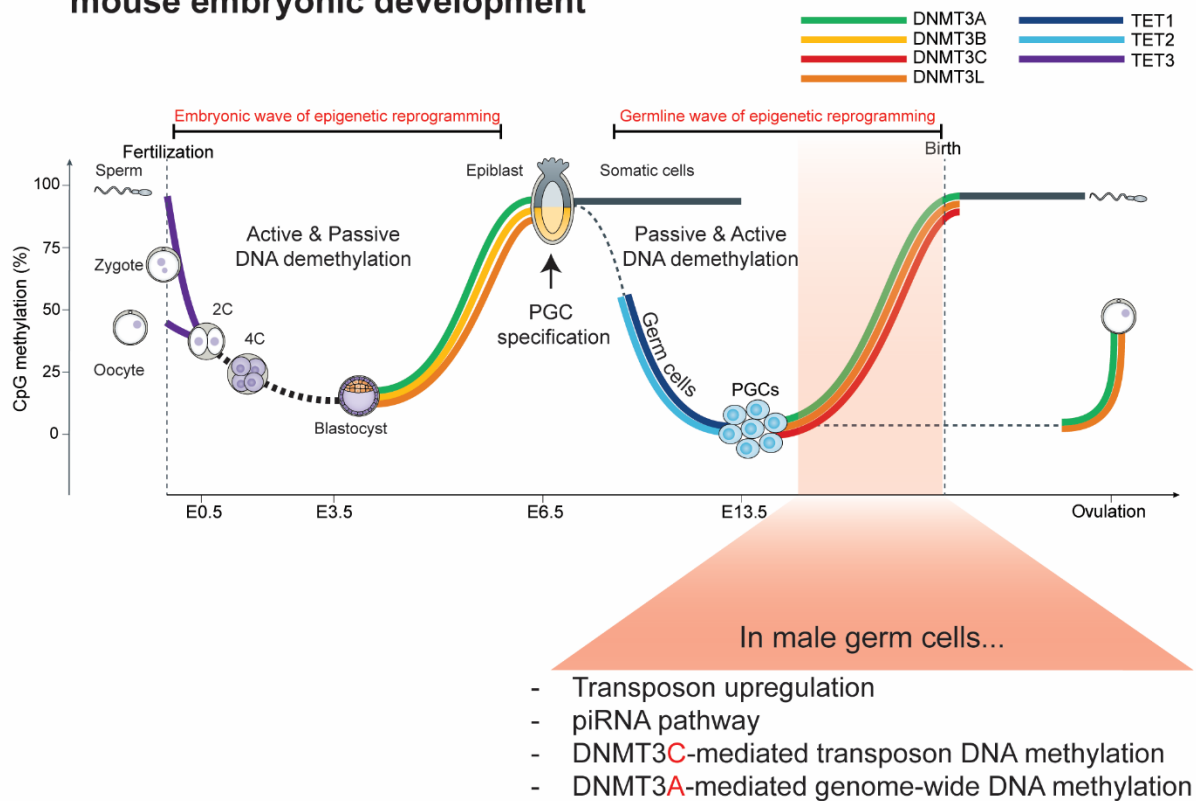 mouse embryonic development
DNMT3A
DNMT3B
DNMT3C
DNMT3L
TET1
TET2
TET3
Embryonic wave of epigenetic reprogramming
Germline wave of epigenetic reprogramming
Fertilization
Birth
Sperm
Epiblast
Somatic cells
100
75
50
25
0
CpG methylation (%)
Active & Passive
DNA demethylation
Passive & Active
DNA demethylation
Zygote
2C
4C
Oocyte
Blastocyst
PGC
specification
Germ cells
PGCs
E0.5
E3.5
E6.5
E13.5
Ovulation
In male germ cells...
- Transposon upregulation
- piRNA pathway
- DNMT3C-mediated transposon DNA methylation
- DNMT3A-mediated genome-wide DNA methylation